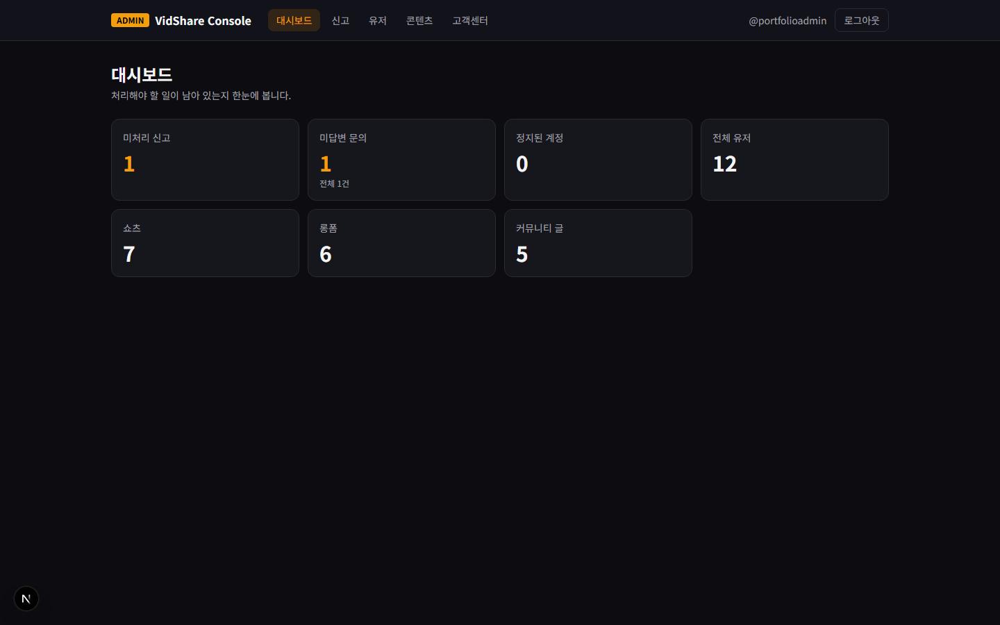 ADMIN VidShare Console 대시보드 신고 유저 콘텐츠 고객센터 @portfolioadmin 로그아웃
대시보드
처리해야 할 일이 남아 있는지 한눈에 봅니다.
미처리 신고
1
미답변 문의
1
전체 1건
정지된 계정
0
전체 유저
12
쇼츠
7
롱폼
6
커뮤니티 글
5
N